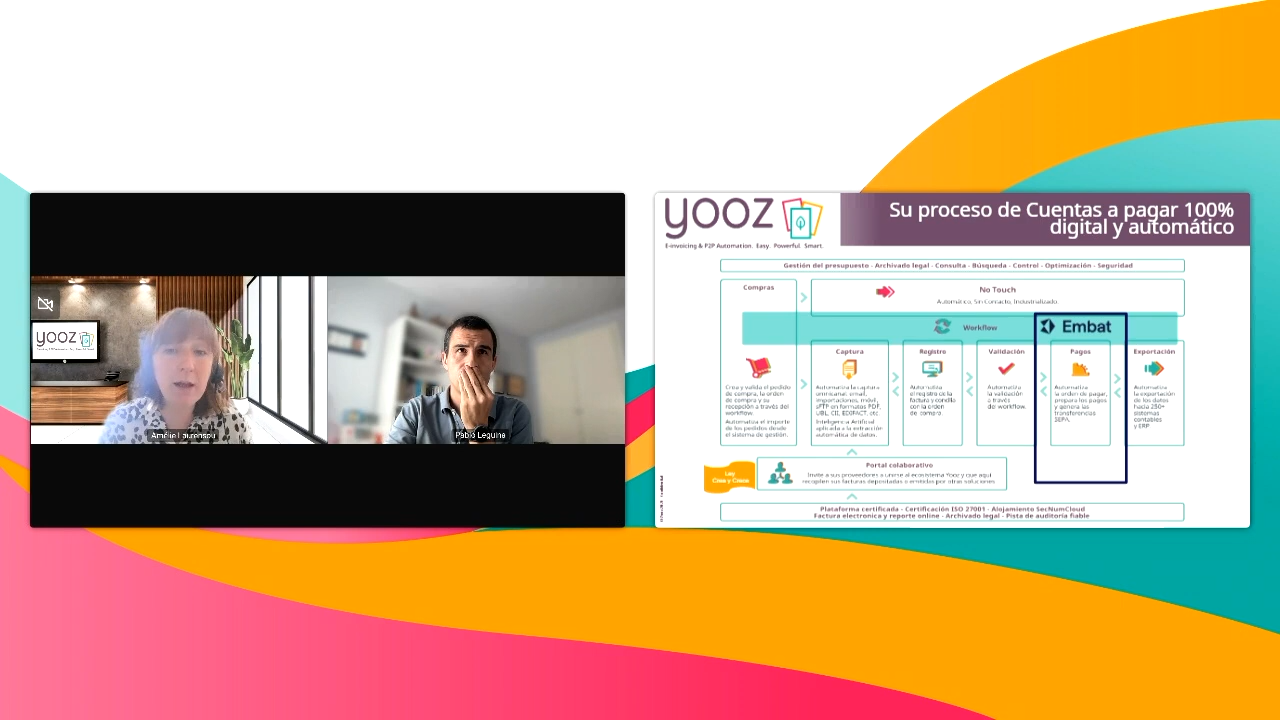 yooz
Amélie Laurensou
Pablo Leguine
yooz
E-invoicing & P2P Automation. Easy. Powerful. Smart.
Su proceso de Cuentas a pagar 100%
digital y automático
Gestión del presupuesto - Archivado legal - Consulta - Búsqueda - Control - Optimización - Seguridad
Compras
No Touch
Automático, Sin Contacto, Industrializado.
Workflow
Embat
Crea y valida el pedido
de compra, la orden
de compra y su
recepción a través del
workflow.
Automatiza el importe
de los pedidos desde
el sistema de gestión.
Captura
Automatiza la captura
omnicanal: email,
importaciones, móvil,
sFTP en formatos PDF,
UBL, CII, EDIFACT, etc.
Inteligencia Artificial
aplicada a la extracción
automática de datos.
Registro
Automatiza
el registro de la
factura y concilia
con la orden
de compra.
Validación
Automatiza
la validación
a través
del workflow.
Pagos
Automatiza
la orden de pagar,
prepara los pagos
y genera las
transferencias
SEPA.
Exportación
Automatiza
la exportación
de los datos
hacia 250+
sistemas
contables
y ERP
Ley
Crea y Crece
Portal colaborativo
Invite a sus proveedores a unirse al ecosistema Yooz y que aquí
recopilen sus facturas depositadas o emitidas por otras soluciones
Plataforma certificada - Certificación ISO 27001 - Alojamiento SecNumCloud
Factura electronica y reporte online - Archivado legal - Pista de auditoría fiable